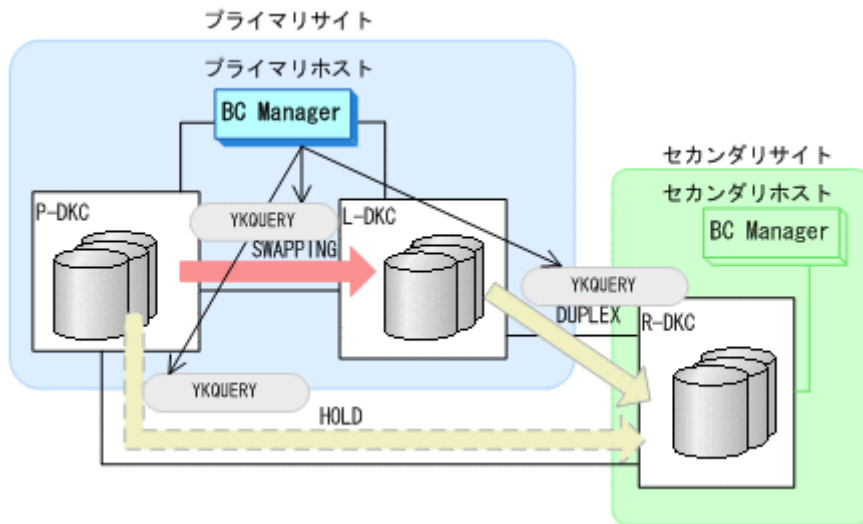 プライマリサイト
プライマリホスト
BC Manager
セカンダリサイト
セカンダリホスト
BC Manager
P-DKC
YKQUERY
L-DKC
SWAPPING
YKQUERY
DUPLEX
R-DKC
YKQUERY
HOLD